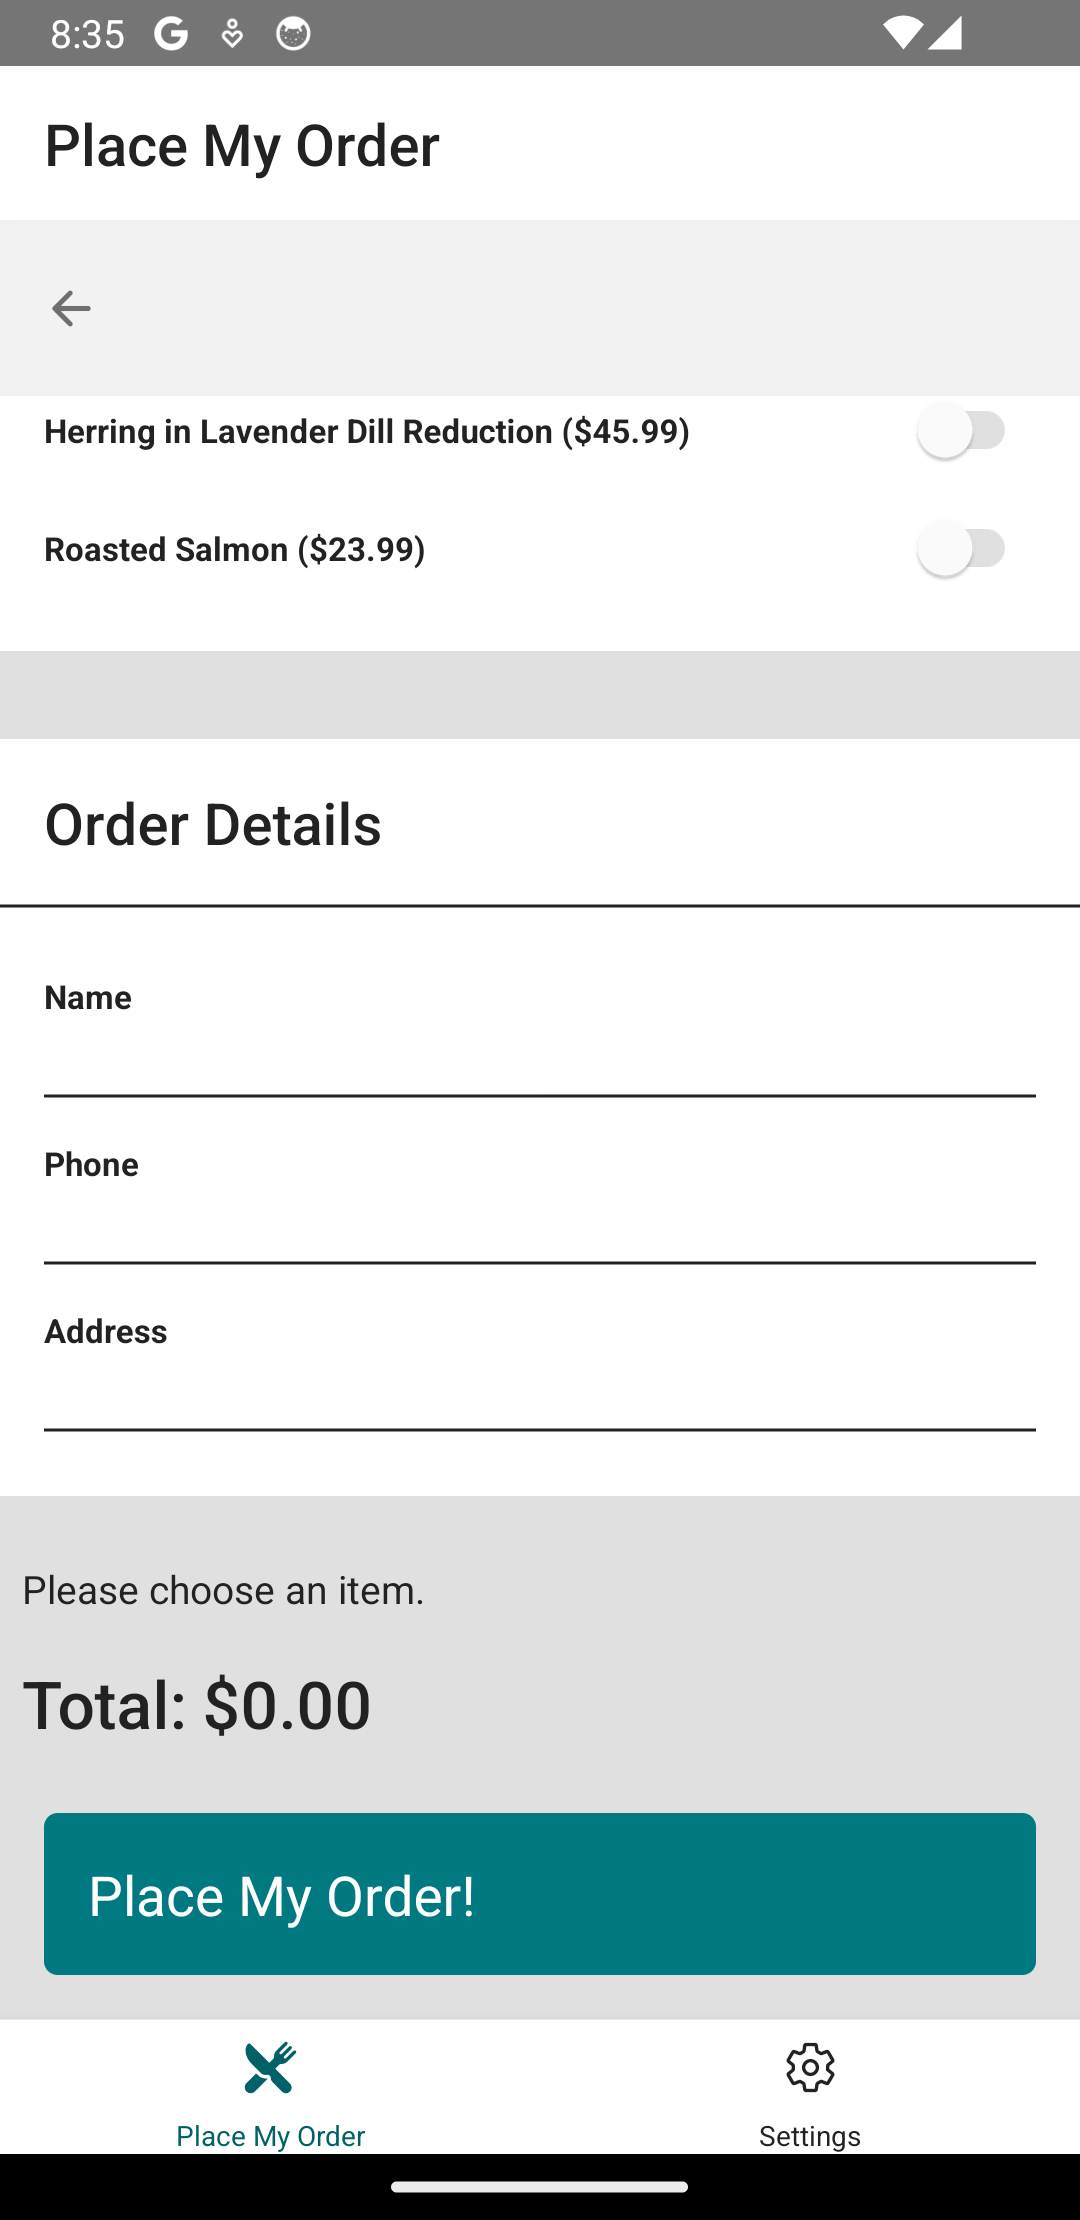 8:35
Place My Order
Herring in Lavender Dill Reduction ($45.99)
Roasted Salmon ($23.99)
Order Details
Name
Phone
Address
Please choose an item.
Total: $0.00
Place My Order!
Place My Order
Settings